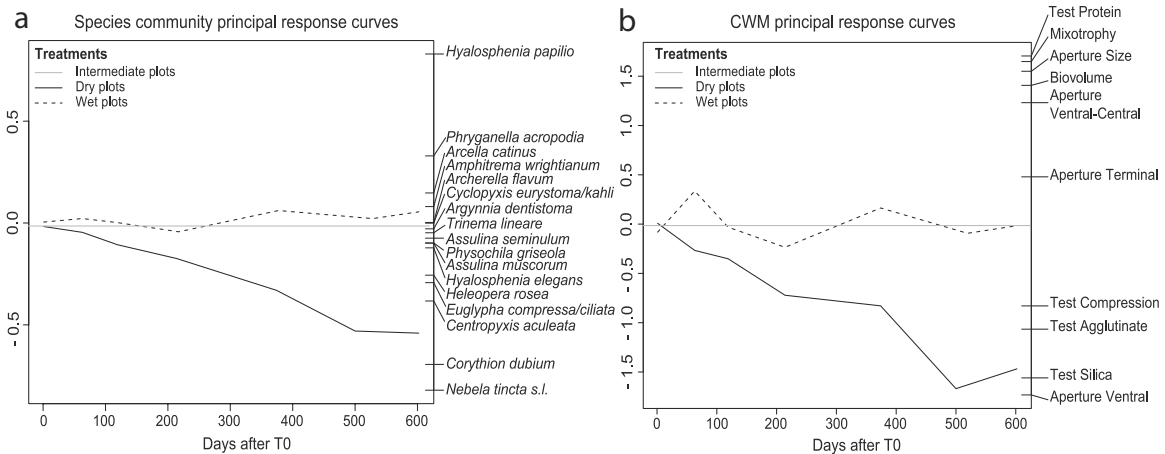 a
Species community principal response curves
Treatments
Intermediate plots
Dry plots
Wet plots
0.5
0.0
- 0.5
0 100 200 300 400 500 600
Days after T0
Hyalosphenia papilio
Phryganella acropodia
Arcella catinus
Amphitrema wrightianum
Archerella flavum
Cyclopyxis eurystoma/kahli
Argynnia dentistoma
Trinema lineare
Assulina seminulum
Physochila griseola
Assulina muscorum
Hyalosphenia elegans
Heleopera rosea
Euglypha compressa/ciliata
Centropyxis aculeata
Corythion dubium
Nebela tincta s.l.
b
CWM principal response curves
Treatments
Intermediate plots
Dry plots
Wet plots
1.5
1.0
0.5
0.0
- 0.5
- 1.0
- 1.5
0 100 200 300 400 500 600
Days after T0
Test Protein
Mixotrophy
Aperture Size
Biovolume
Aperture
Ventral-Central
Aperture Terminal
Test Compression
Test Agglutinate
Test Silica
Aperture Ventral